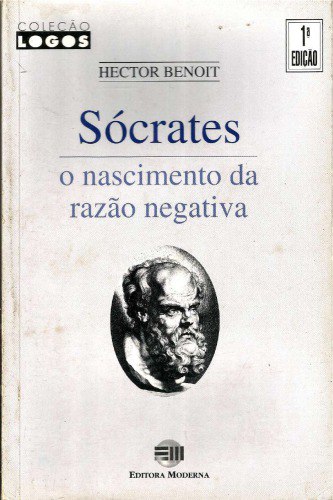 COLEÇÃO
LOGOS
1ª
EDIÇÃO
HECTOR BENOIT
Sócrates
o nascimento da
razão negativa
EDITORA MODERNA